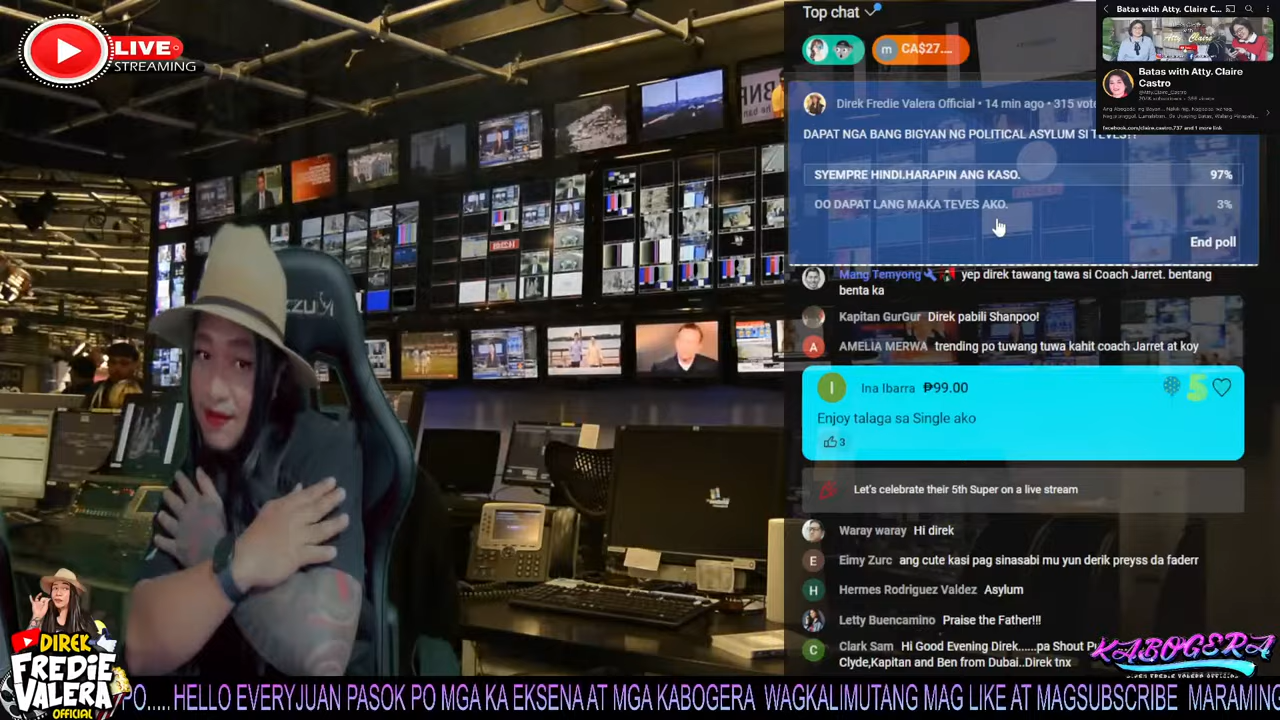 LIVE
STREAMING
Top chat
CA$27....
Batas with Atty. Claire C...
Batas with Atty. Claire
Castro
Direk Fredie Valera Official • 14 min ago • 315 vot
DAPAT NGA BANG BIGYAN NG POLITICAL ASYLUM SI TEVES??
SYEMPRE HINDI.HARAPIN ANG KASO. 97%
OO DAPAT LANG MAKA TEVES AKO. 3%
End poll
Mang Temyong yep direk tawang tawa si Coach Jarret. bentang
benta ka
Kapitan GurGur Direk pabili Shanpoo!
AMELIA MERWA trending po tuwang tuwa kahit coach Jarret at koy
Ina Ibarra ₱99.00
5
Enjoy talaga sa Single ako
3
Let's celebrate their 5th Super on a live stream
Waray waray Hi direk
Eimy Zurc ang cute kasi pag sinasabi mu yun derik preyss da faderr
Hermes Rodriguez Valdez Asylum
Letty Buencamino Praise the Father!!!
Clark Sam Hi Good Evening Direk......pa Shout
Clyde,Kapitan and Ben from Dubai..Direk tnx
KABOGERA
DIREK FREDIE VALERA OFFICIAL
DIREK
FREDIE
VALERA
OFFICIAL
PO.....HELLO EVERYJUAN PASOK PO MGA KA EKSENA AT MGA KABOGERA WAGKALIMUTANG MAG LIKE AT MAGSUBSCRIBE MARAMING